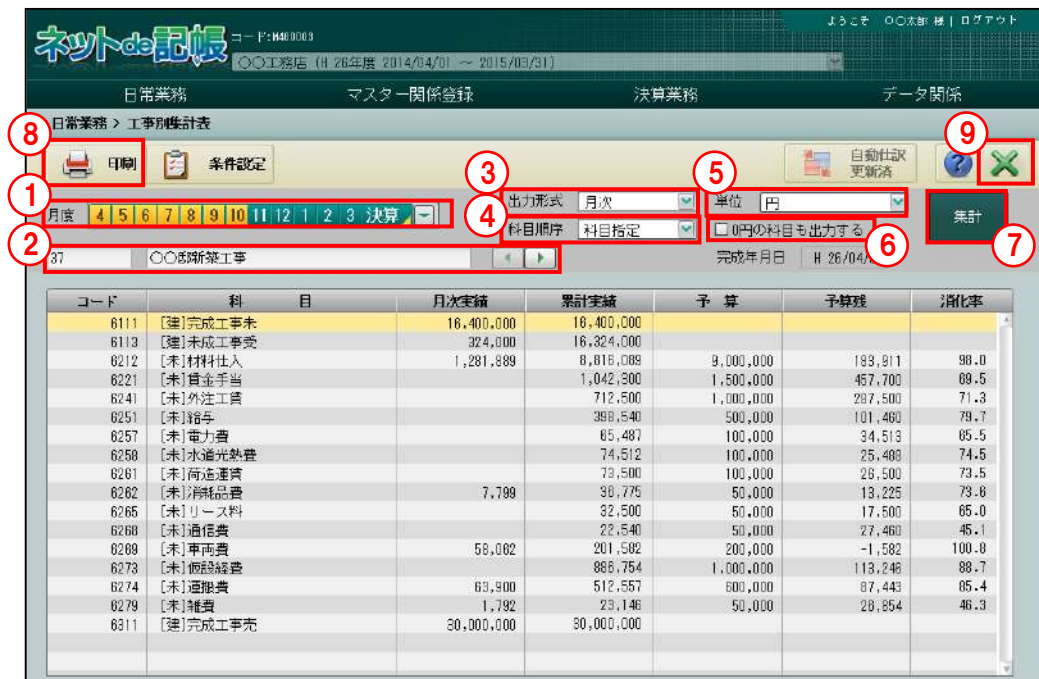 ようこそ 〇〇太郎 様 | ログアウト
ネットde記帳 コード:M400003
〇〇工務店 (H 26年度 2014/04/01 ～ 2015/03/31)
日常業務 マスター関係登録 決算業務 データ関係
日常業務 > 工事別集計表
⑧ ⑨
印刷 条件設定 自動仕訳更新済 ?
① ③ 出力形式 月次 ⑤ 単位 円
月度 4 5 6 7 8 9 10 11 12 1 2 3 決算 ④ 科目順序 科目指定 □ 0円の科目も出力する ⑥ 集計 ⑦
② 37 〇〇邸新築工事 完成年月日 H 26/04/
コード 科 目 月次実績 累計実績 予 算 予算残 消化率
6111 [建]完成工事未 16,400,000 16,400,000
6113 [建]未成工事受 324,000 16,324,000
6212 [未]材料仕入 1,281,889 8,816,089 9,000,000 183,911 98.0
6221 [未]賃金手当 1,042,300 1,500,000 457,700 69.5
6241 [未]外注工賃 712,500 1,000,000 287,500 71.3
6251 [未]給与 398,540 500,000 101,460 79.7
6257 [未]電力費 65,487 100,000 34,513 65.5
6258 [未]水道光熱費 74,512 100,000 25,488 74.5
6261 [未]荷造運賃 73,500 100,000 26,500 73.5
6262 [未]消耗品費 7,799 36,775 50,000 13,225 73.6
6265 [未]リース料 32,500 50,000 17,500 65.0
6268 [未]通信費 22,540 50,000 27,460 45.1
6269 [未]車両費 56,062 201,582 200,000 -1,582 100.8
6273 [未]仮設経費 886,754 1,000,000 113,246 88.7
6274 [未]運搬費 63,900 512,557 600,000 87,443 85.4
6279 [未]雑費 1,792 23,146 50,000 26,854 46.3
6311 [建]完成工事売 30,000,000 30,000,000